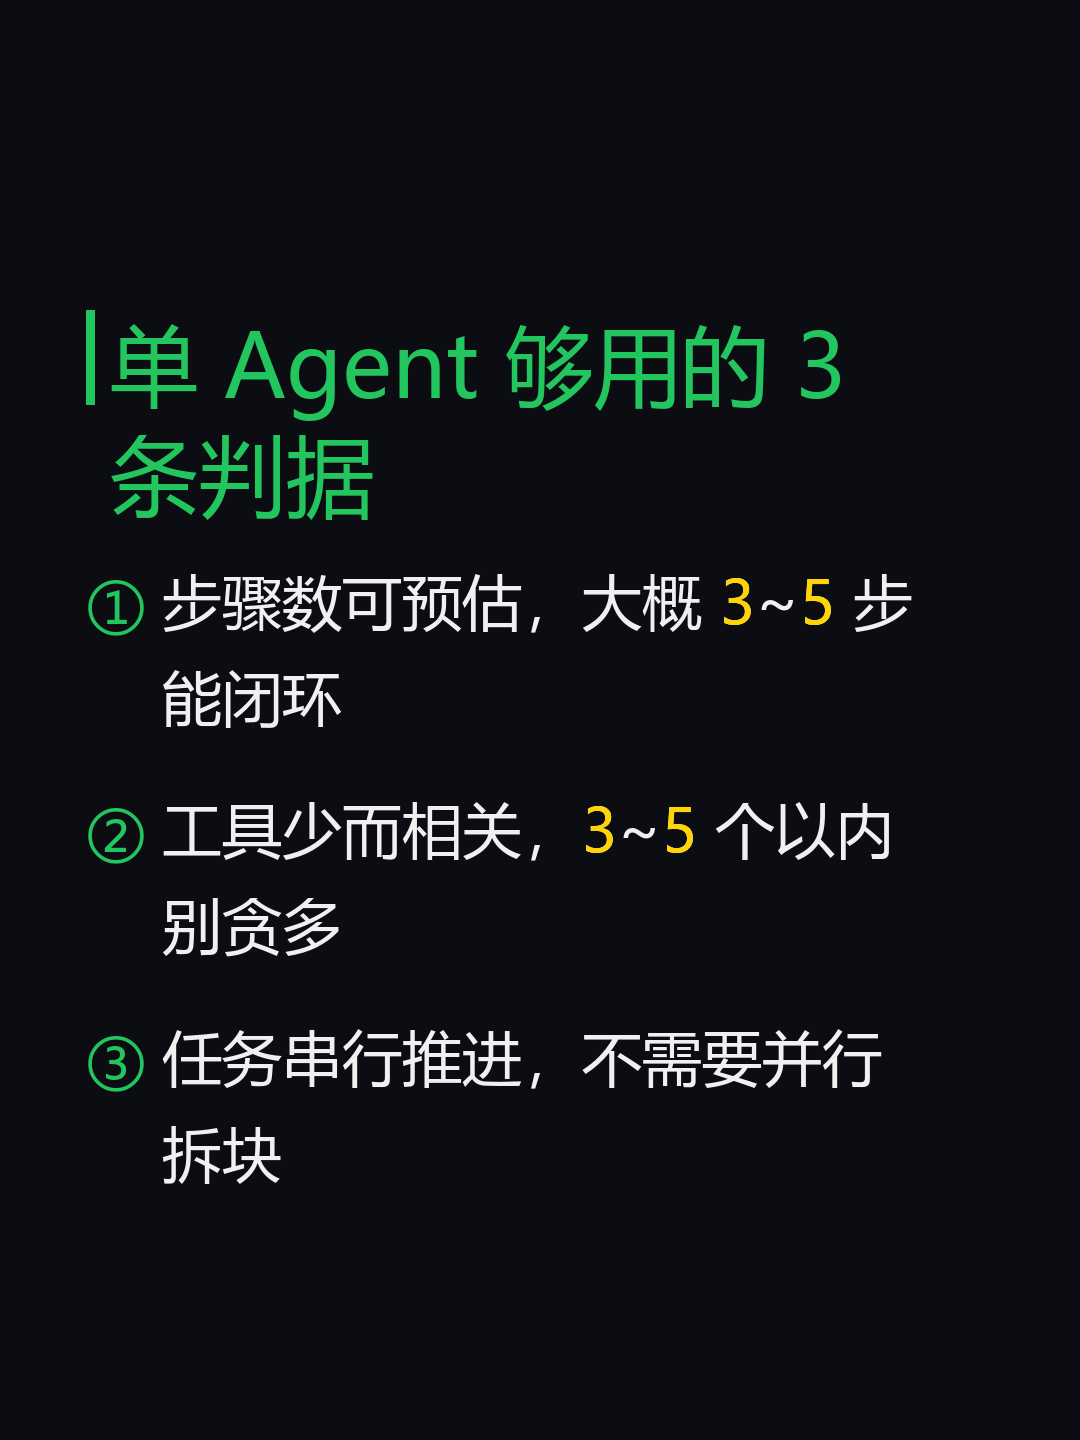 单 Agent 够用的 3
条判据
① 步骤数可预估，大概 3~5 步
能闭环
② 工具少而相关，3~5 个以内
别贪多
③ 任务串行推进，不需要并行
拆块